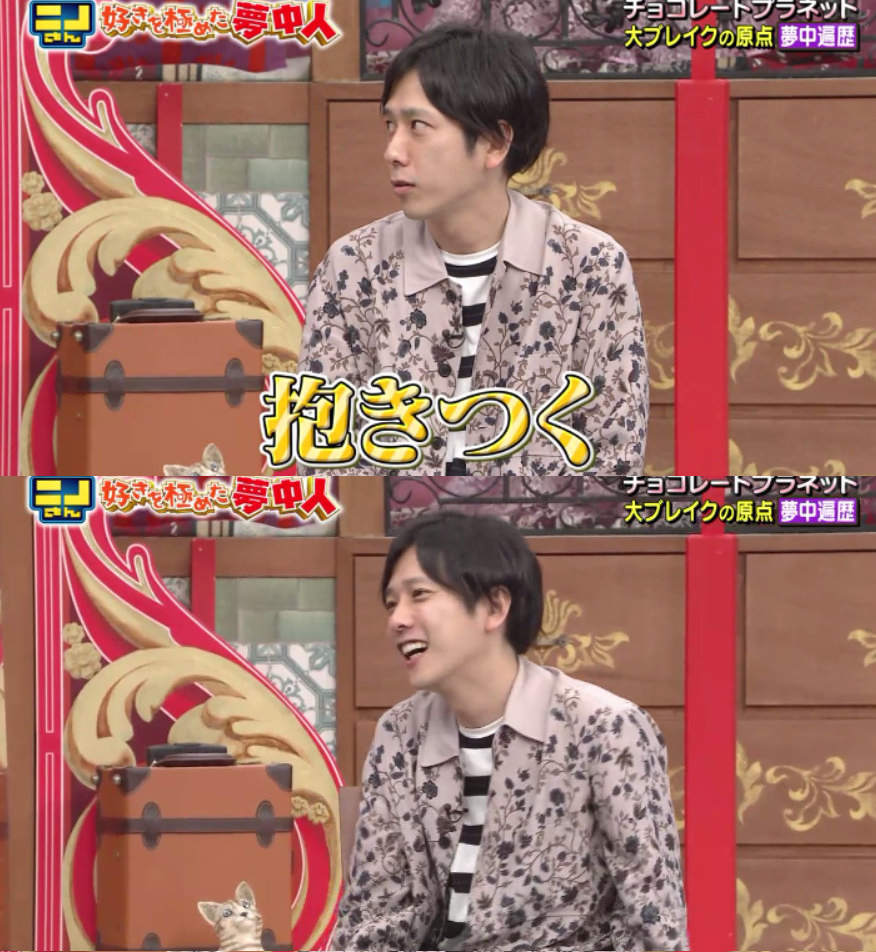 ニノさん
好きを極めた夢中人
チョコレートプラネット
大ブレイクの原点 夢中遍歴
抱きつく
ニノさん
好きを極めた夢中人
チョコレートプラネット
大ブレイクの原点 夢中遍歴